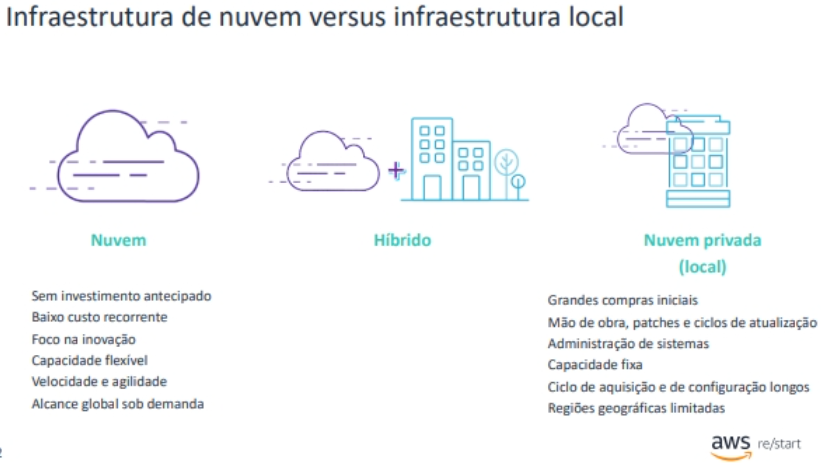 Infraestrutura de nuvem versus infraestrutura local
Nuvem
Sem investimento antecipado
Baixo custo recorrente
Foco na inovação
Capacidade flexível
Velocidade e agilidade
Alcance global sob demanda
Híbrido
Nuvem privada
(local)
Grandes compras iniciais
Mão de obra, patches e ciclos de atualização
Administração de sistemas
Capacidade fixa
Ciclo de aquisição e de configuração longos
Regiões geográficas limitadas
aws re/start